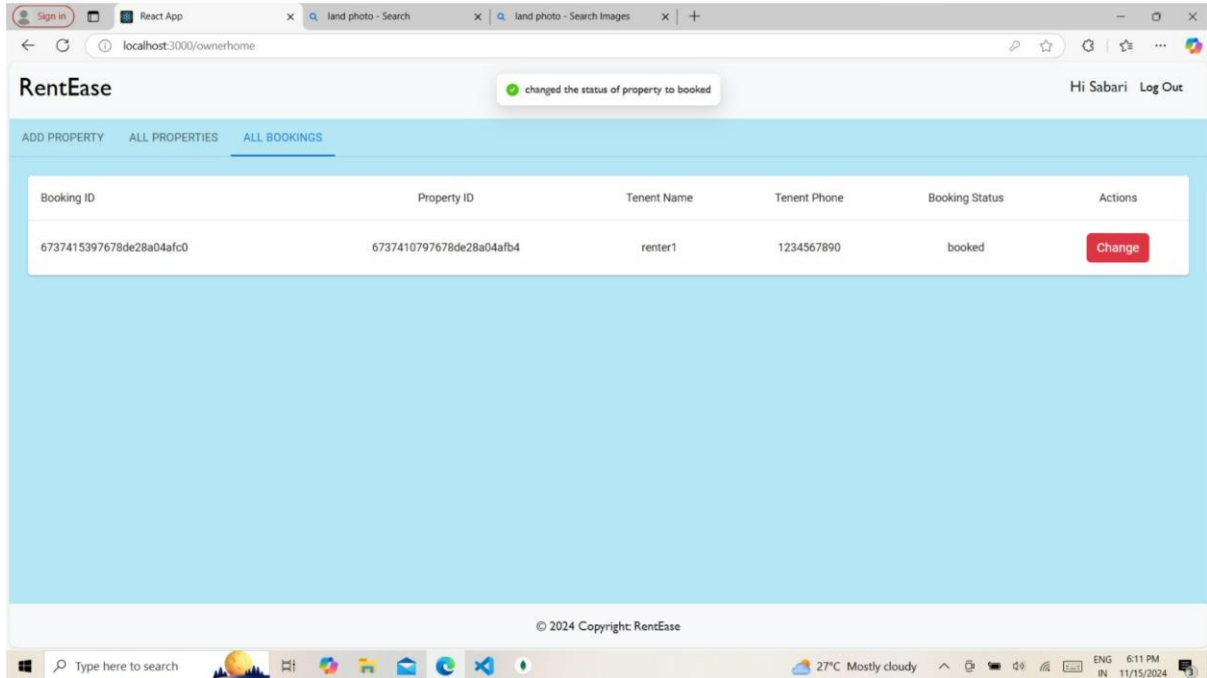 Sign in React App land photo - Search land photo - Search Images
localhost:3000/ownerhome
RentEase changed the status of property to booked Hi Sabari Log Out
ADD PROPERTY ALL PROPERTIES ALL BOOKINGS
Booking ID Property ID Tenent Name Tenent Phone Booking Status Actions
6737415397678de28a04afc0 6737410797678de28a04afb4 renter1 1234567890 booked Change
© 2024 Copyright: RentEase
Type here to search 27°C Mostly cloudy ENG 6:11 PM
IN 11/15/2024